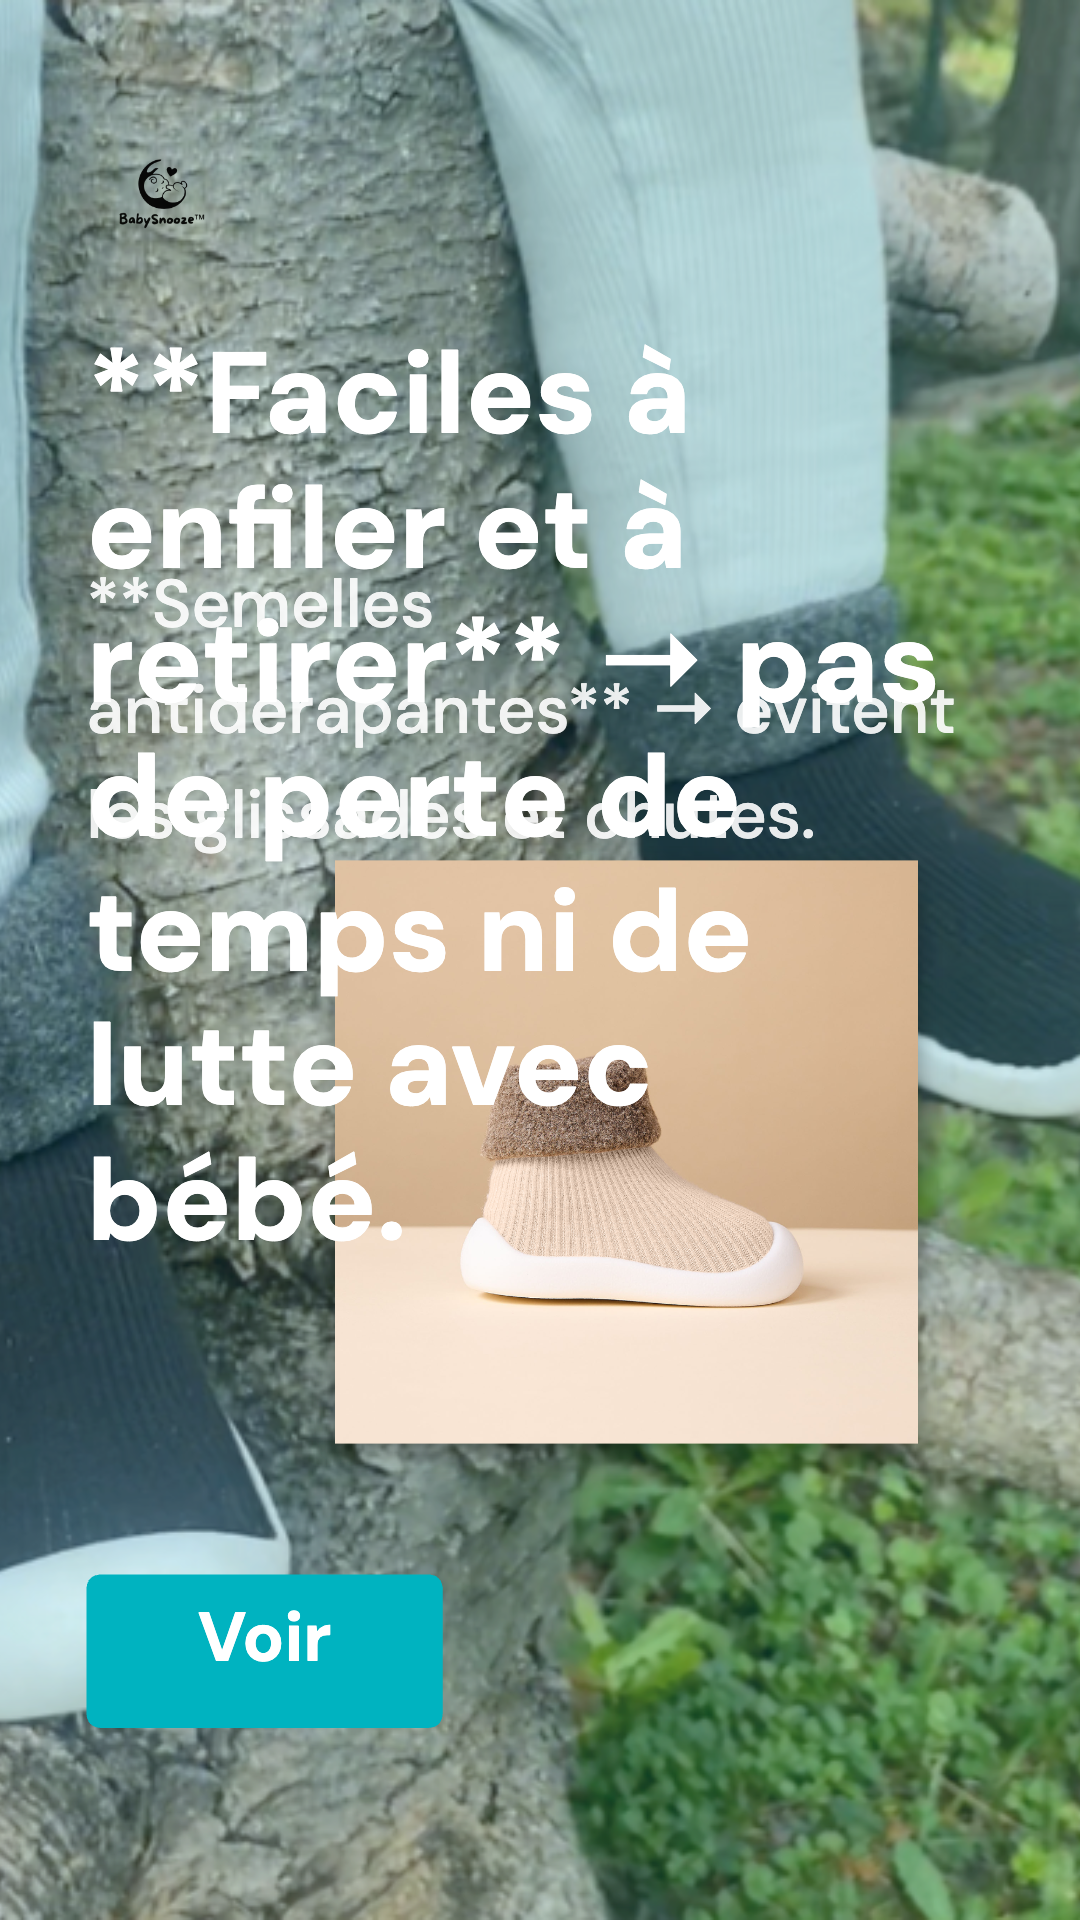 BabySnooze™
**Faciles à
enfiler et à
retirer** → pas
de perte de
temps ni de
lutte avec
bébé.
**Semelles
antidérapantes** → évitent
les glissades et chutes.
Voir